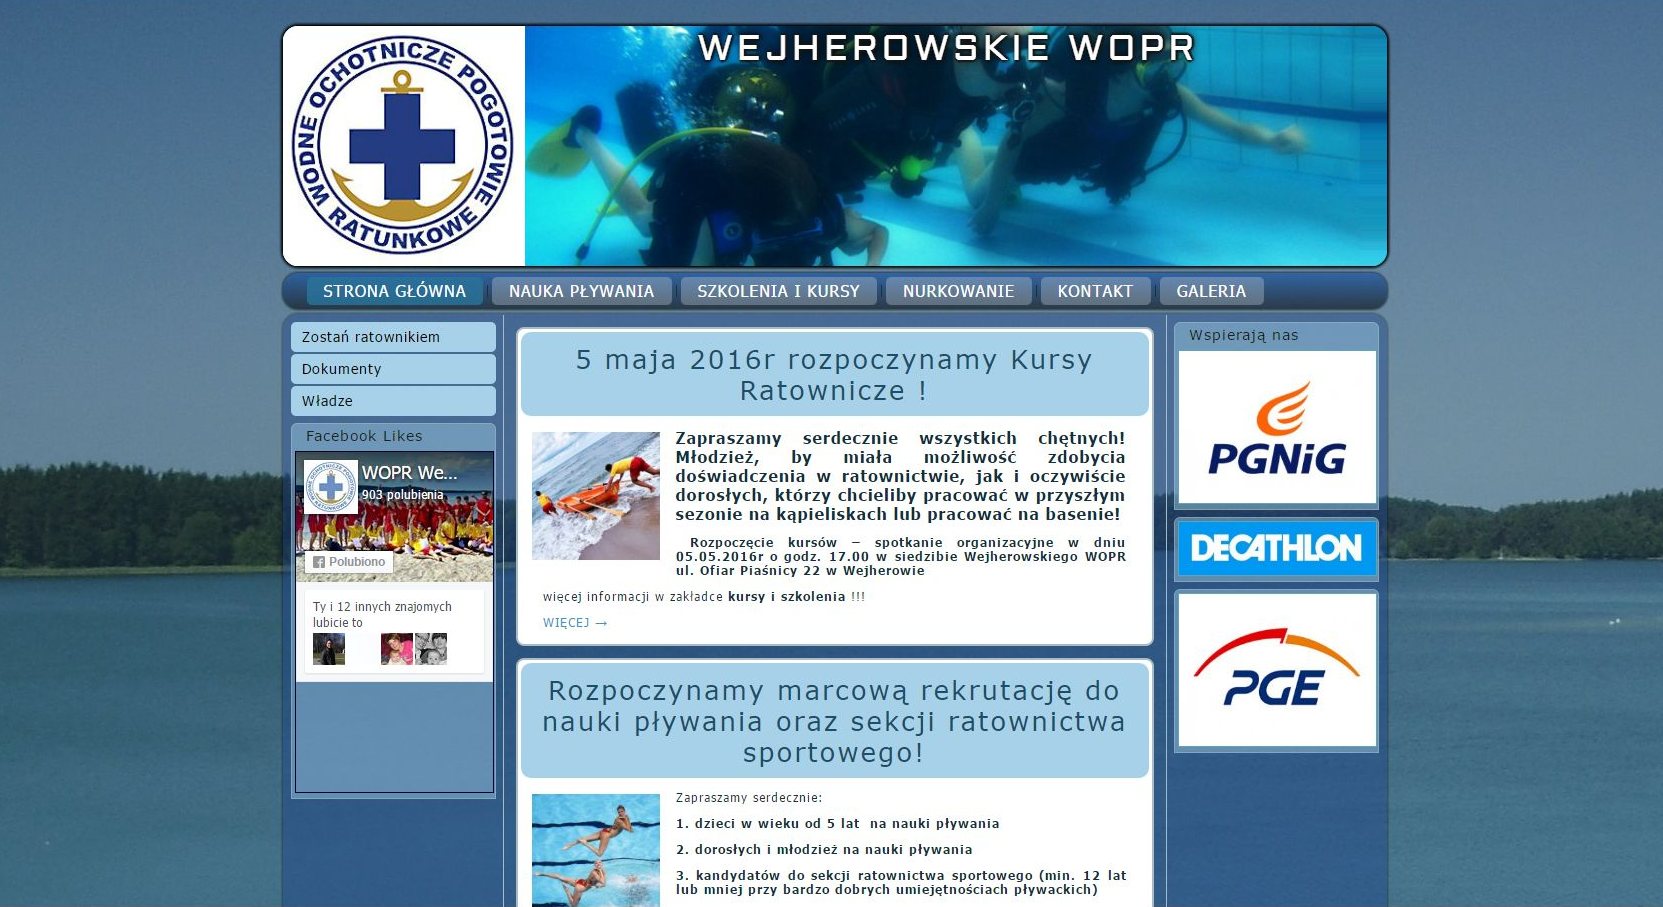 WODNE OCHOTNICZE POGOTOWIE RATUNKOWE
WEJHEROWSKIE WOPR
STRONA GŁÓWNA
NAUKA PŁYWANIA
SZKOLENIA I KURSY
NURKOWANIE
KONTAKT
GALERIA
Zostań ratownikiem
Dokumenty
Władze
Facebook Likes
WOPR We...
903 polubienia
Polubiono
Ty i 12 innych znajomych
lubicie to
5 maja 2016r rozpoczynamy Kursy
Ratownicze !
Zapraszamy serdecznie wszystkich chętnych!
Młodzież, by miała możliwość zdobycia
doświadczenia w ratownictwie, jak i oczywiście
dorosłych, którzy chcieliby pracować w przyszłym
sezonie na kąpieliskach lub pracować na basenie!
Rozpoczęcie kursów – spotkanie organizacyjne w dniu
05.05.2016r o godz. 17.00 w siedzibie Wejherowskiego WOPR
ul. Ofiar Piaśnicy 22 w Wejherowie
więcej informacji w zakładce kursy i szkolenia !!!
WIĘCEJ →
Rozpoczynamy marcową rekrutację do
nauki pływania oraz sekcji ratownictwa
sportowego!
Zapraszamy serdecznie:
1. dzieci w wieku od 5 lat na nauki pływania
2. dorosłych i młodzież na nauki pływania
3. kandydatów do sekcji ratownictwa sportowego (min. 12 lat
lub mniej przy bardzo dobrych umiejętnościach pływackich)
Wspierają nas
PGNiG
DECATHLON
PGE